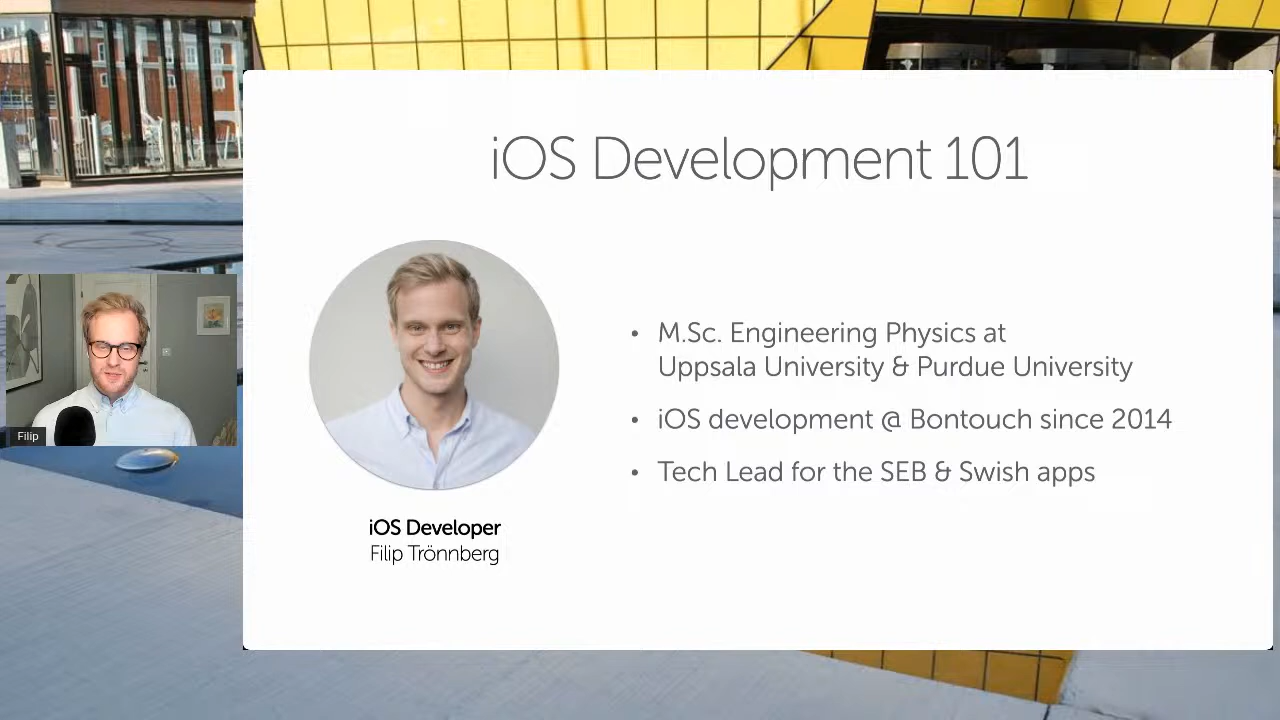 iOS Development 101
Filip
iOS Developer
Filip Trönnberg
• M.Sc. Engineering Physics at
Uppsala University & Purdue University
• iOS development @ Bontouch since 2014
• Tech Lead for the SEB & Swish apps